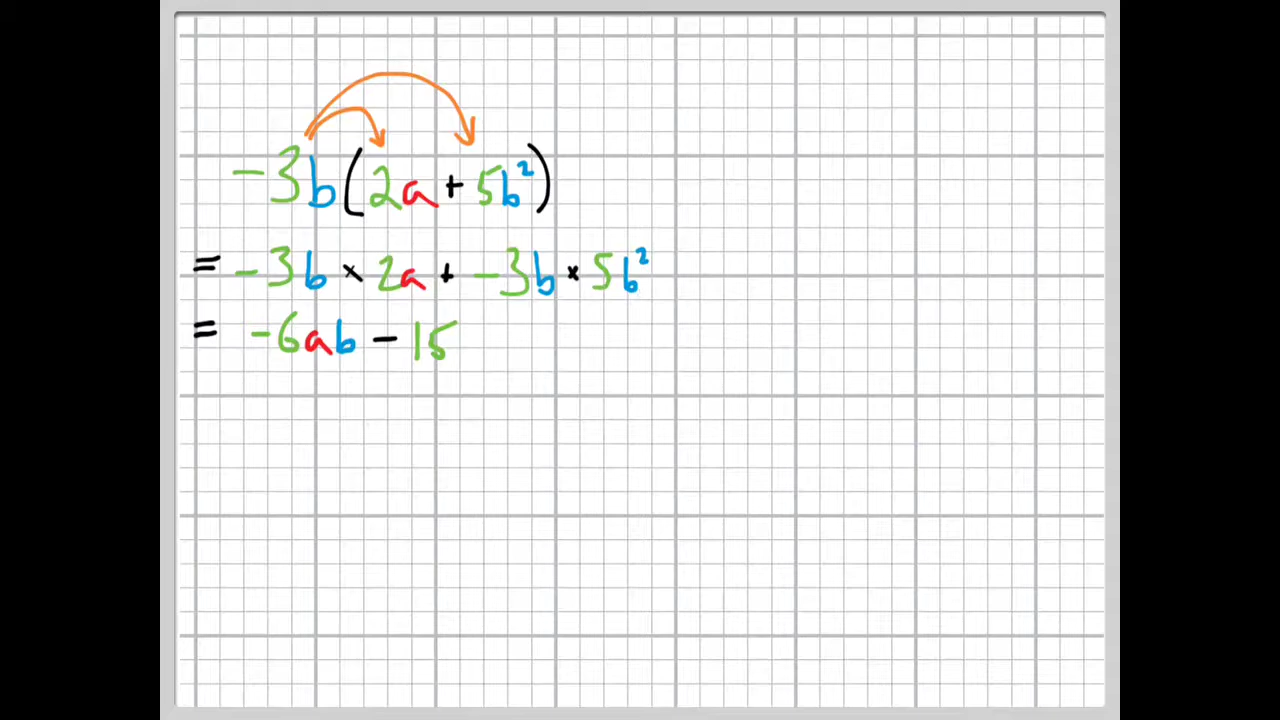 -3b(2a+5b²)
= -3b×2a+-3b×5b²
= -6ab-15